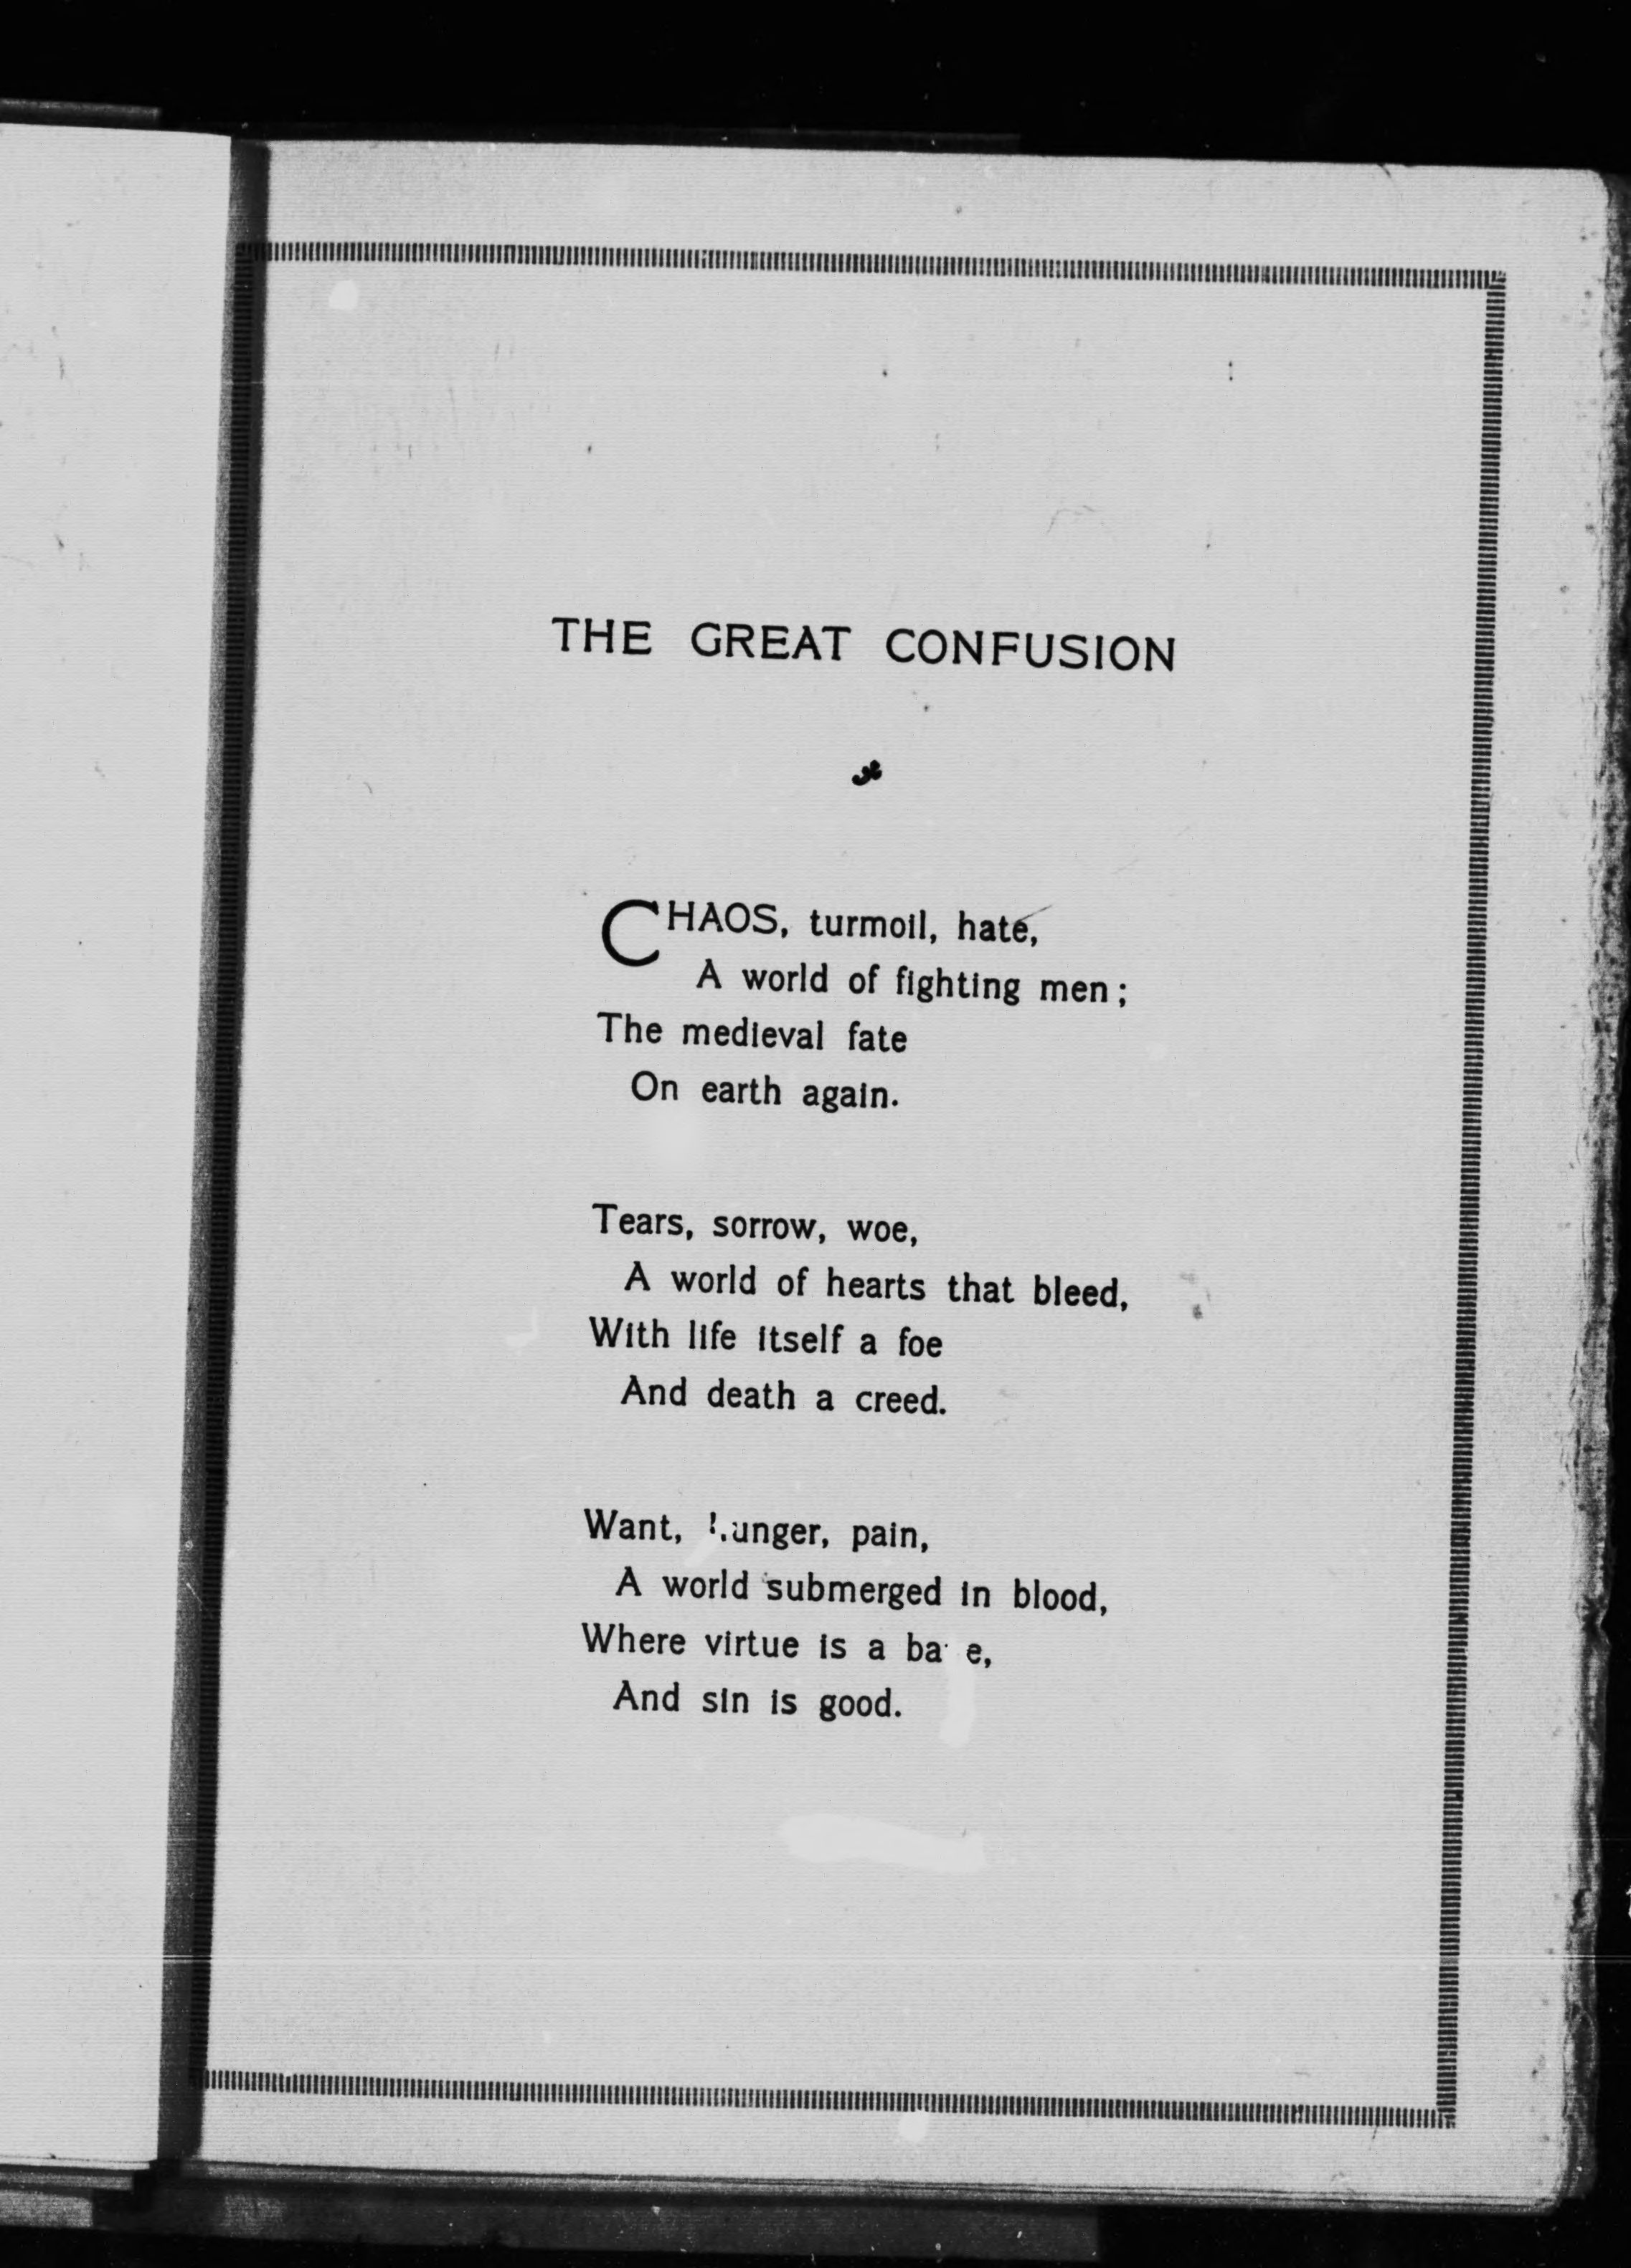 THE GREAT CONFUSION
CHAOS, turmoil, hate,
A world of fighting men;
The medieval fate
On earth again.
Tears, sorrow, woe,
A world of hearts that bleed,
With life itself a foe
And death a creed.
Want, hunger, pain,
A world submerged in blood,
Where virtue is a
And sin is good.